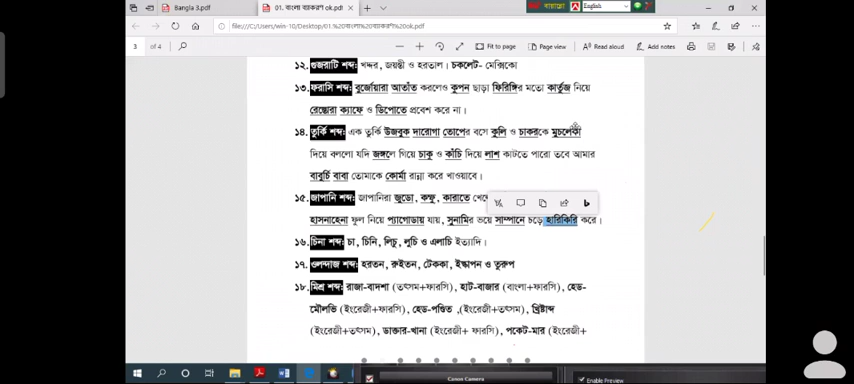 Bangla 3.pdf
01. বাংলা ব্যাকরণ ok.pdf
English
file:///C:/Users/win-10/Desktop/01.%20বাংলা%20ব্যাকরণ%20ok.pdf
3 of 4
Fit to page
Page view
Read aloud
Add notes
১২. গুজরাটি শব্দ: খদ্দর, জয়ন্তী ও হরতাল। চকলেট- মেক্সিকো
১৩. ফরাসি শব্দ: বুর্জোয়ারা আতাঁত করলেও কুপন ছাড়া ফিরিঙ্গির মতো কার্তুজ নিয়ে
রেস্তোরা ক্যাফে ও ডিপোতে প্রবেশ করে না।
১৪. তুর্কি শব্দ: এক তুর্কি উজবুক দারোগা তোপের বসে কুলি ও চাকরকে মুচলেকা
দিয়ে বললো যদি জঙ্গলে গিয়ে চাকু ও কাঁচি দিয়ে লাশ কাটতে পারো তবে আমার
বাবুর্চি বাবা তোমাকে কোর্মা রান্না করে খাওয়াবে।
১৫. জাপানি শব্দ: জাপানিরা জুডো, কম্ফু, কারাতে
হাসনাহেনা ফুল নিয়ে প্যাগোডায় যায়, সুনামির ভয়ে সাম্পানে চড়ে হারিকিরি করে।
১৬. চিনা শব্দ: চা, চিনি, লিচু, লুচি ও এলাচি ইত্যাদি।
১৭. ওলন্দাজ শব্দ: হরতন, রুইতন, টেককা, ইস্কাপন ও তুরুপ
১৮. মিশ্র শব্দ: রাজা-বাদশা (তৎসম+ফারসি), হাট-বাজার (বাংলা+ফারসি), হেড-
মৌলভি (ইংরেজী+ফারসি), হেড-পণ্ডিত ,(ইংরেজী+তৎসম), খ্রিষ্টাব্দ
(ইংরেজী+তৎসম), ডাক্তার-খানা (ইংরেজী+ ফারসি), পকেট-মার (ইংরেজী+
Canon Camera
Enable Preview